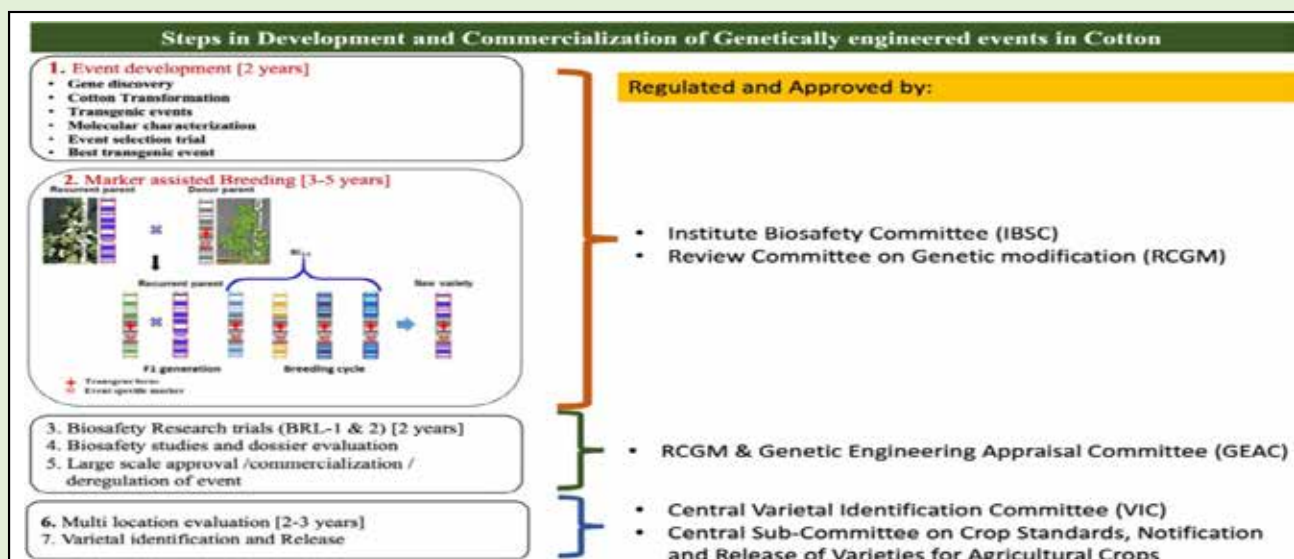 Steps in Development and Commercialization of Genetically engineered events in Cotton
1. Event development [2 years]
• Gene discovery
• Cotton Transformation
• Transgenic events
• Molecular characterization
• Event selection trial
• Best transgenic event
Regulated and Approved by:
2. Marker assisted Breeding [3-5 years]
Recurrent parent
Donor parent
Recurrent parent
New variety
F1 generation
Breeding cycle
Transgene locus
Event specific marker
• Institute Biosafety Committee (IBSC)
• Review Committee on Genetic modification (RCGM)
3. Biosafety Research trials (BRL-1 & 2) [2 years]
4. Biosafety studies and dossier evaluation
5. Large scale approval /commercialization /
deregulation of event
• RCGM & Genetic Engineering Appraisal Committee (GEAC)
6. Multi location evaluation [2-3 years]
7. Varietal identification and Release
• Central Varietal Identification Committee (VIC)
• Central Sub-Committee on Crop Standards, Notification
and Release of Varieties for Agricultural Crops